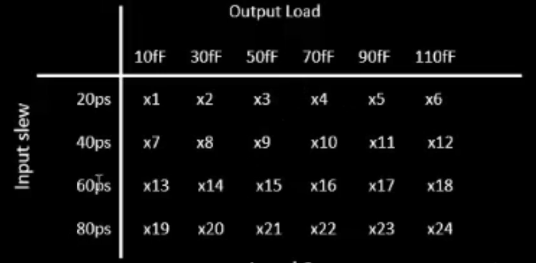 Output Load
10fF 30fF 50fF 70fF 90fF 110fF
Input slew
20ps x1 x2 x3 x4 x5 x6
40ps x7 x8 x9 x10 x11 x12
60ps x13 x14 x15 x16 x17 x18
80ps x19 x20 x21 x22 x23 x24